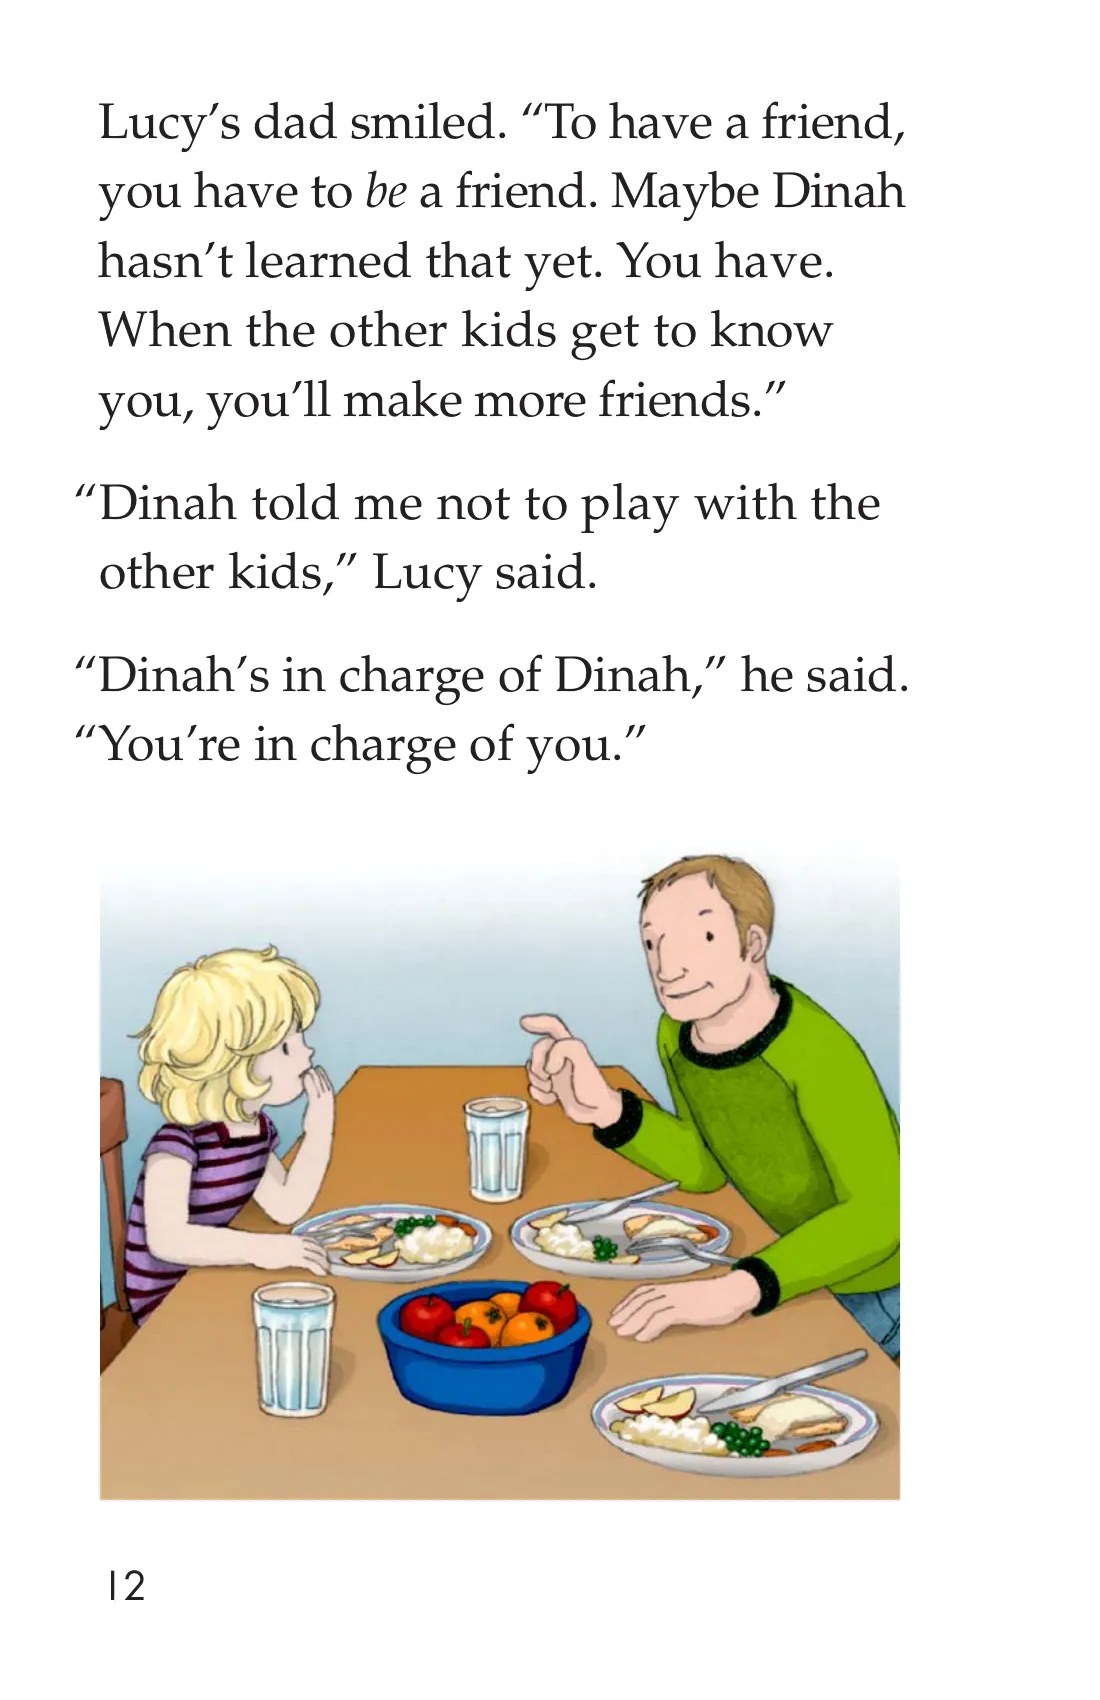 Lucy’s dad smiled. “To have a friend,
you have to be a friend. Maybe Dinah
hasn’t learned that yet. You have.
When the other kids get to know
you, you’ll make more friends.”
“Dinah told me not to play with the
other kids,” Lucy said.
“Dinah’s in charge of Dinah,” he said.
“You’re in charge of you.”
12